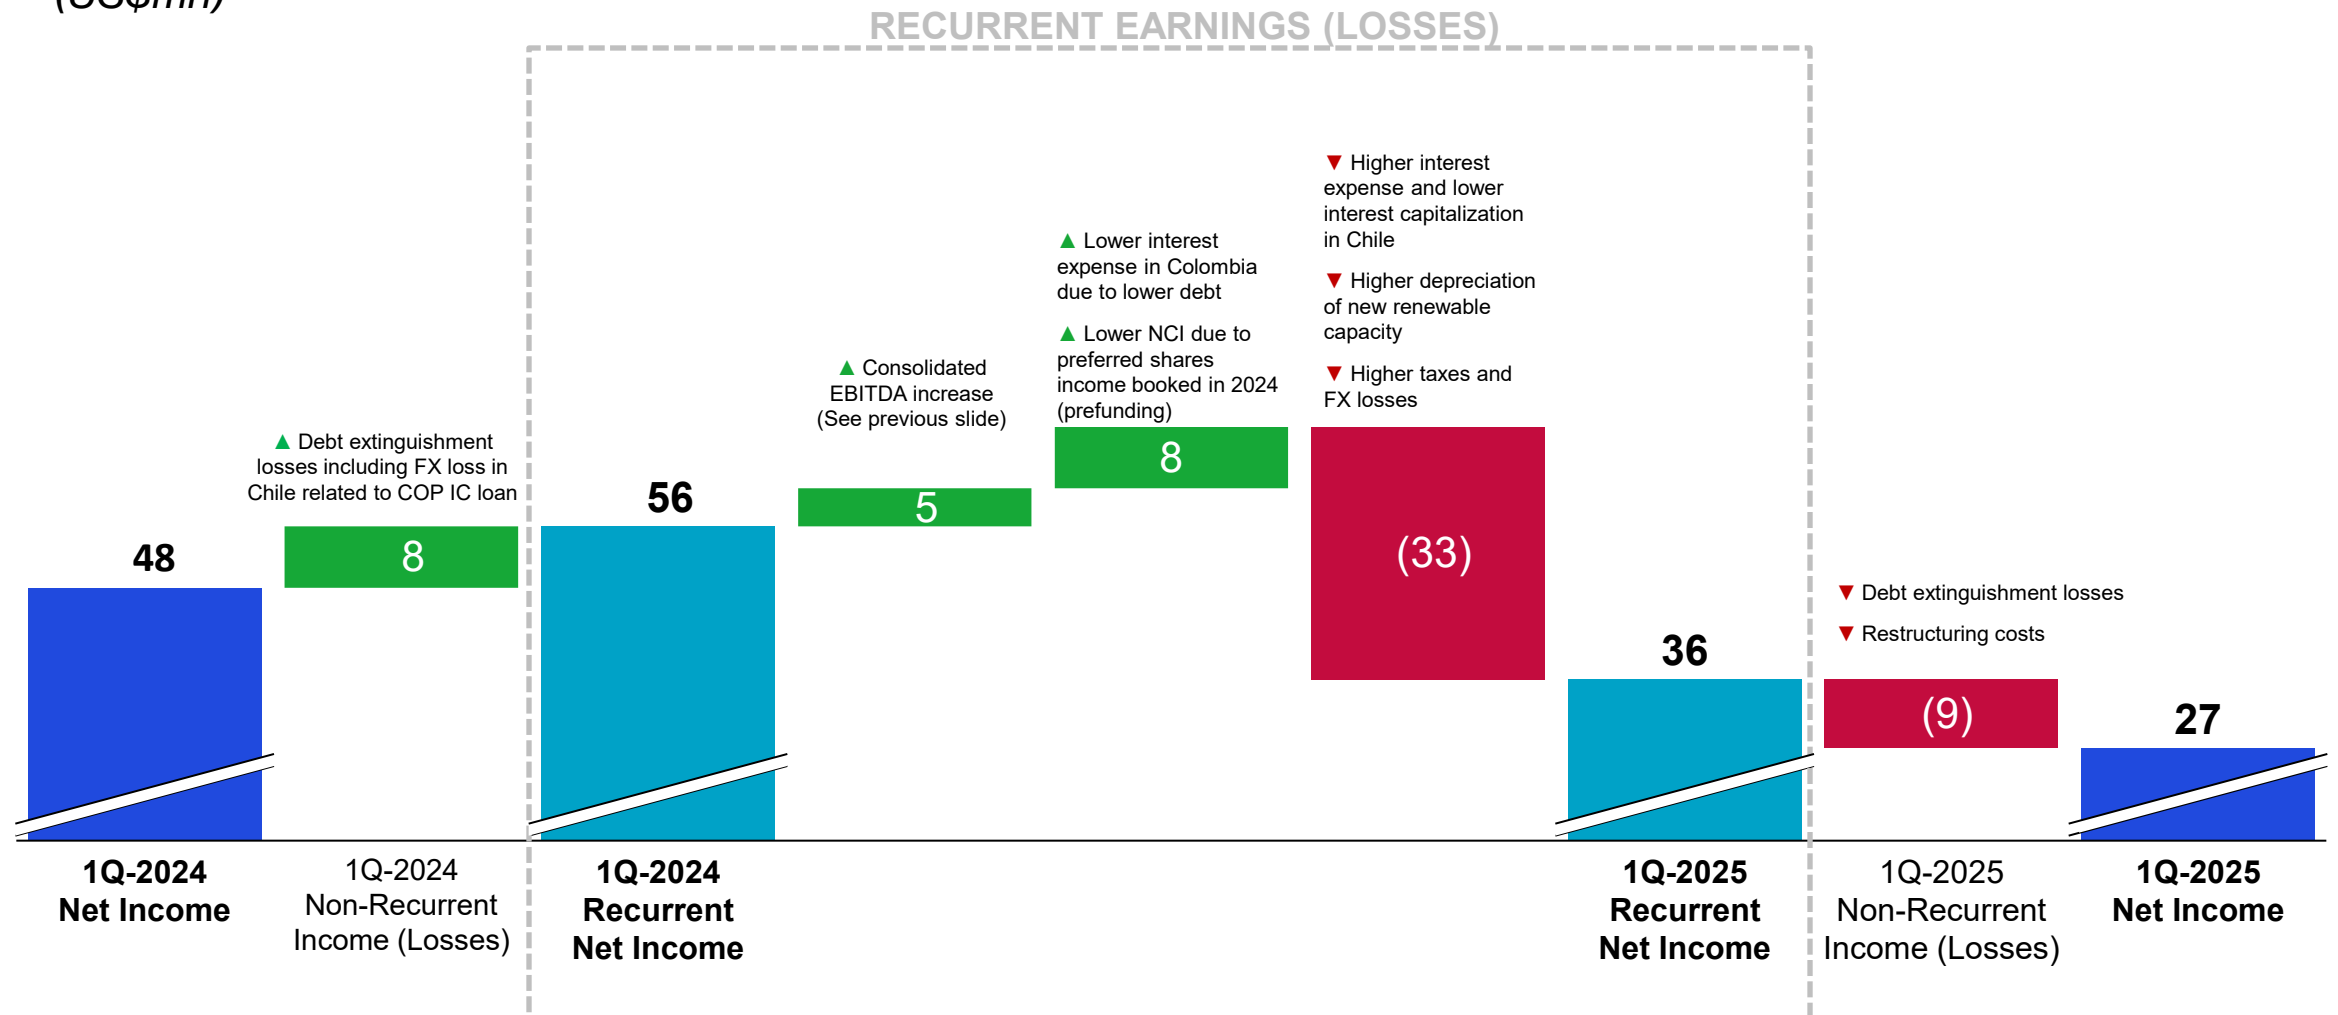 (US$mn)
RECURRENT EARNINGS (LOSSES)
48
▲ Debt extinguishment
losses including FX loss in
Chile related to COP IC loan
8
56
▲ Consolidated
EBITDA increase
(See previous slide)
5
▲ Lower interest
expense in Colombia
due to lower debt
▲ Lower NCI due to
preferred shares
income booked in 2024
(prefunding)
8
▼ Higher interest
expense and lower
interest capitalization
in Chile
▼ Higher depreciation
of new renewable
capacity
▼ Higher taxes and
FX losses
(33)
36
▼ Debt extinguishment losses
▼ Restructuring costs
(9)
27
1Q-2024
Net Income
1Q-2024
Non-Recurrent
Income (Losses)
1Q-2024
Recurrent
Net Income
1Q-2025
Recurrent
Net Income
1Q-2025
Non-Recurrent
Income (Losses)
1Q-2025
Net Income